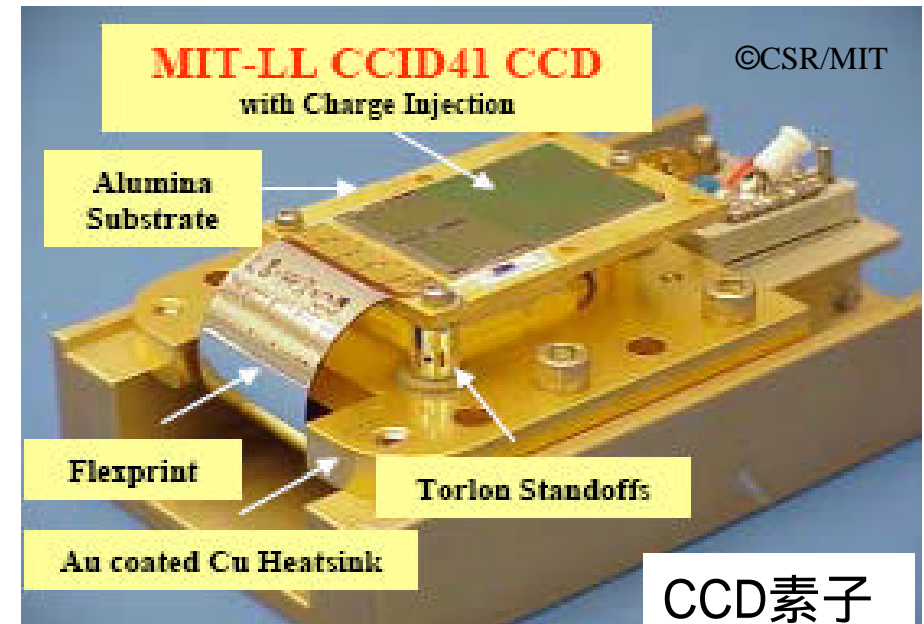 MIT-LL CCID41 CCD
with Charge Injection
©CSR/MIT
Alumina
Substrate
Flexprint
Torlon Standoffs
Au coated Cu Heatsink
CCD素子